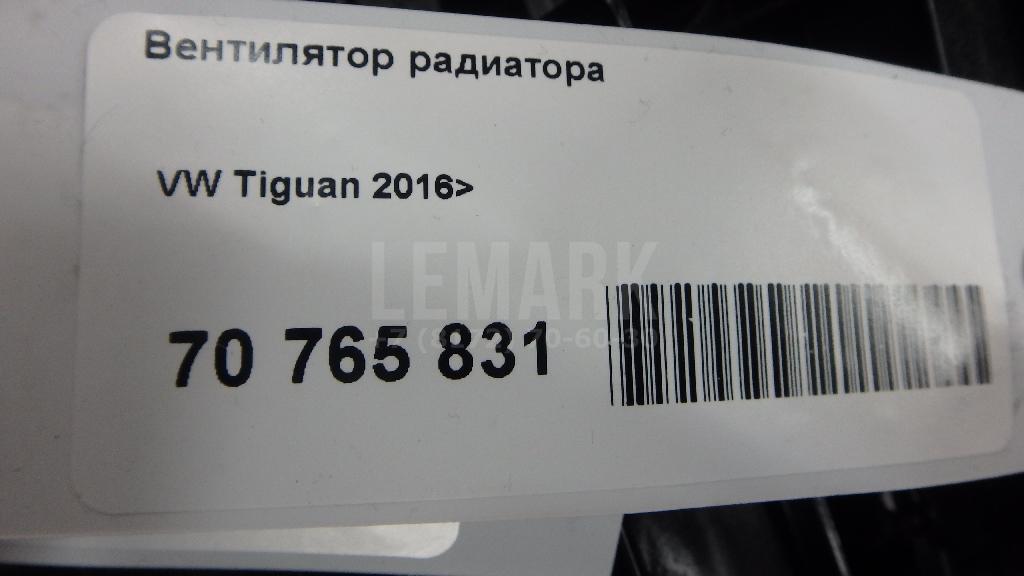 Вентилятор радиатора
VW Tiguan 2016>
LEMARK
70 765 831